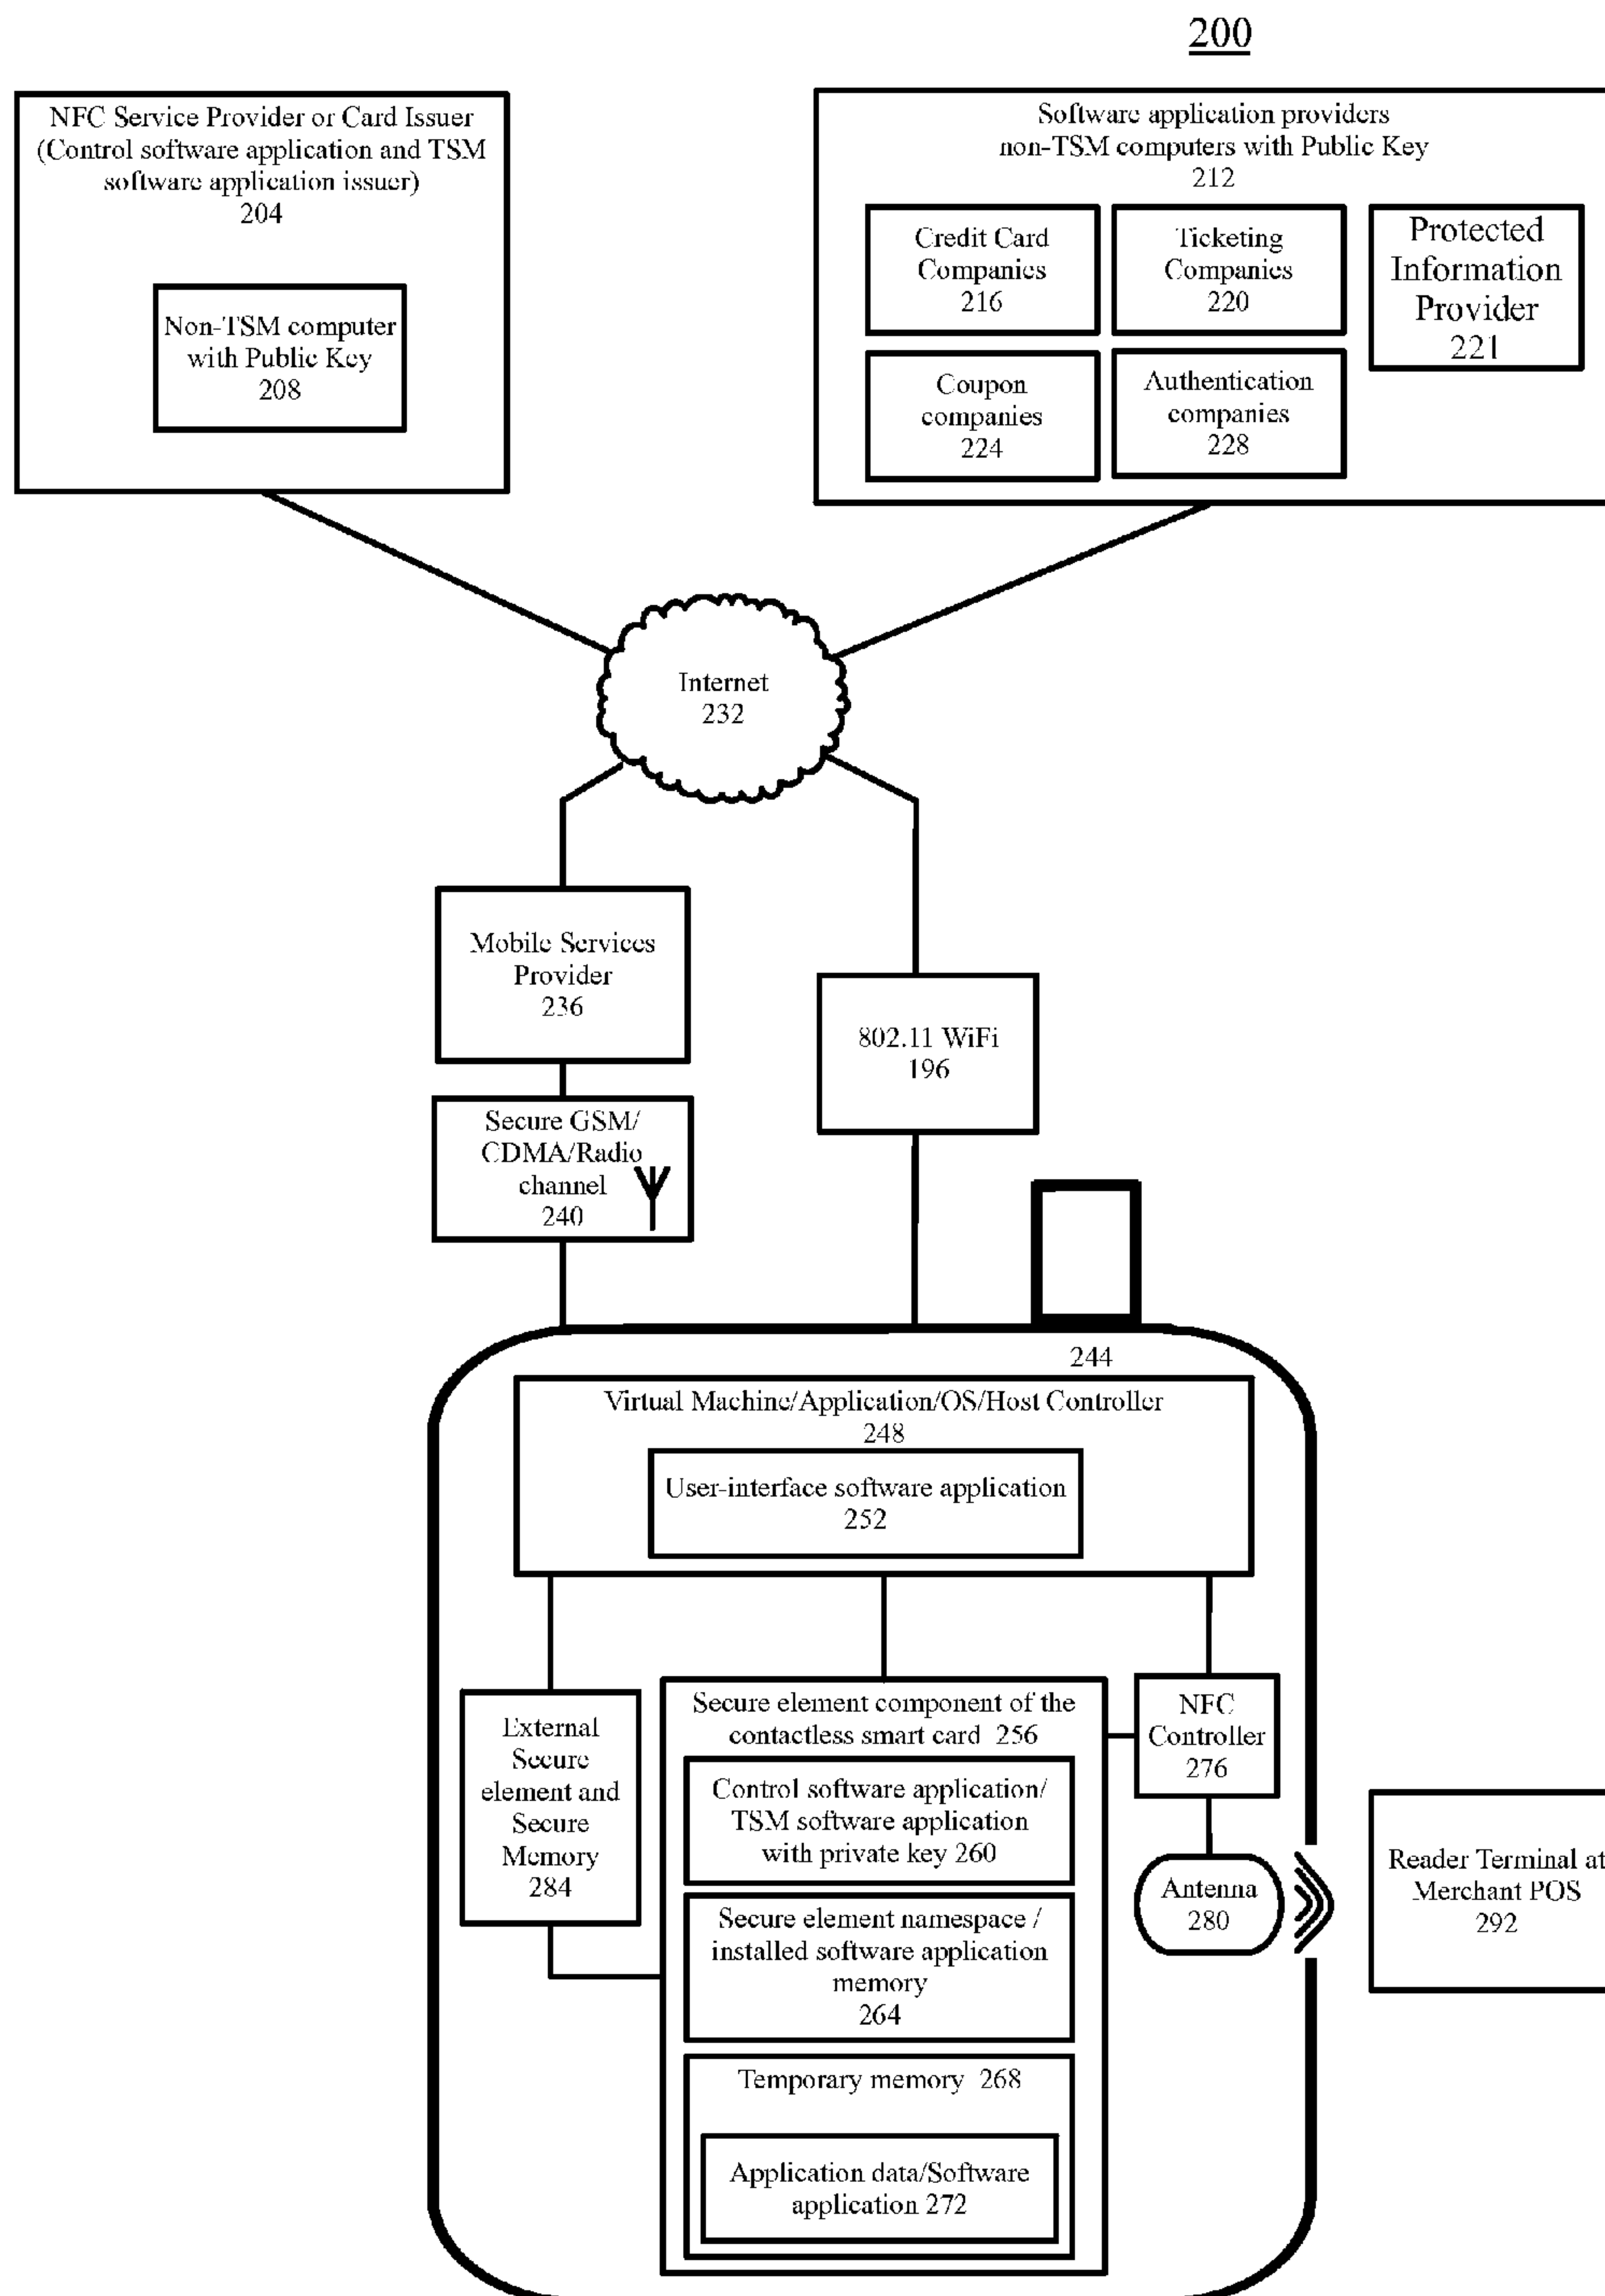 200
NFC Service Provider or Card Issuer
(Control software application and TSM
software application issuer)
204
Non-TSM computer
with Public Key
208
Software application providers
non-TSM computers with Public Key
212
Credit Card
Companies
216
Ticketing
Companies
220
Protected
Information
Provider
221
Coupon
companies
224
Authentication
companies
228
Internet
232
Mobile Services
Provider
236
802.11 WiFi
196
Secure GSM/
CDMA/Radio
channel
240
244
Virtual Machine/Application/OS/Host Controller
248
User-interface software application
252
External
Secure
element and
Secure
Memory
284
Secure element component of the
contactless smart card 256
Control software application/
TSM software application
with private key 260
Secure element namespace /
installed software application
memory
264
Temporary memory 268
Application data/Software
application 272
NFC
Controller
276
Antenna
280
Reader Terminal at
Merchant POS
292